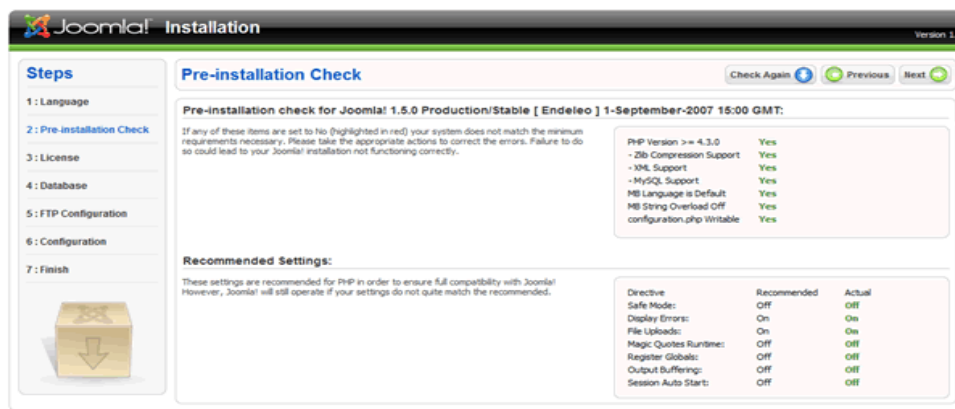 Joomla! Installation
Version 1.
Steps
1 : Language
2 : Pre-installation Check
3 : License
4 : Database
5 : FTP Configuration
6 : Configuration
7 : Finish
Pre-installation Check
Check Again Previous Next
Pre-installation check for Joomla! 1.5.0 Production/Stable [ Endeleo ] 1-September-2007 15:00 GMT:
If any of these items are set to No (highlighted in red) your system does not match the minimum
requirements necessary. Please take the appropriate actions to correct the errors. Failure to do
so could lead to your Joomla! installation not functioning correctly.
PHP Version >= 4.3.0 Yes
- Zlib Compression Support Yes
- XML Support Yes
- MySQL Support Yes
MB Language is Default Yes
MB String Overload Off Yes
configuration.php Writable Yes
Recommended Settings:
These settings are recommended for PHP in order to ensure full compatibility with Joomla!
However, Joomla! will still operate if your settings do not quite match the recommended.
Directive Recommended Actual
Safe Mode: Off Off
Display Errors: On On
File Uploads: On On
Magic Quotes Runtime: Off Off
Register Globals: Off Off
Output Buffering: Off Off
Session Auto Start: Off Off